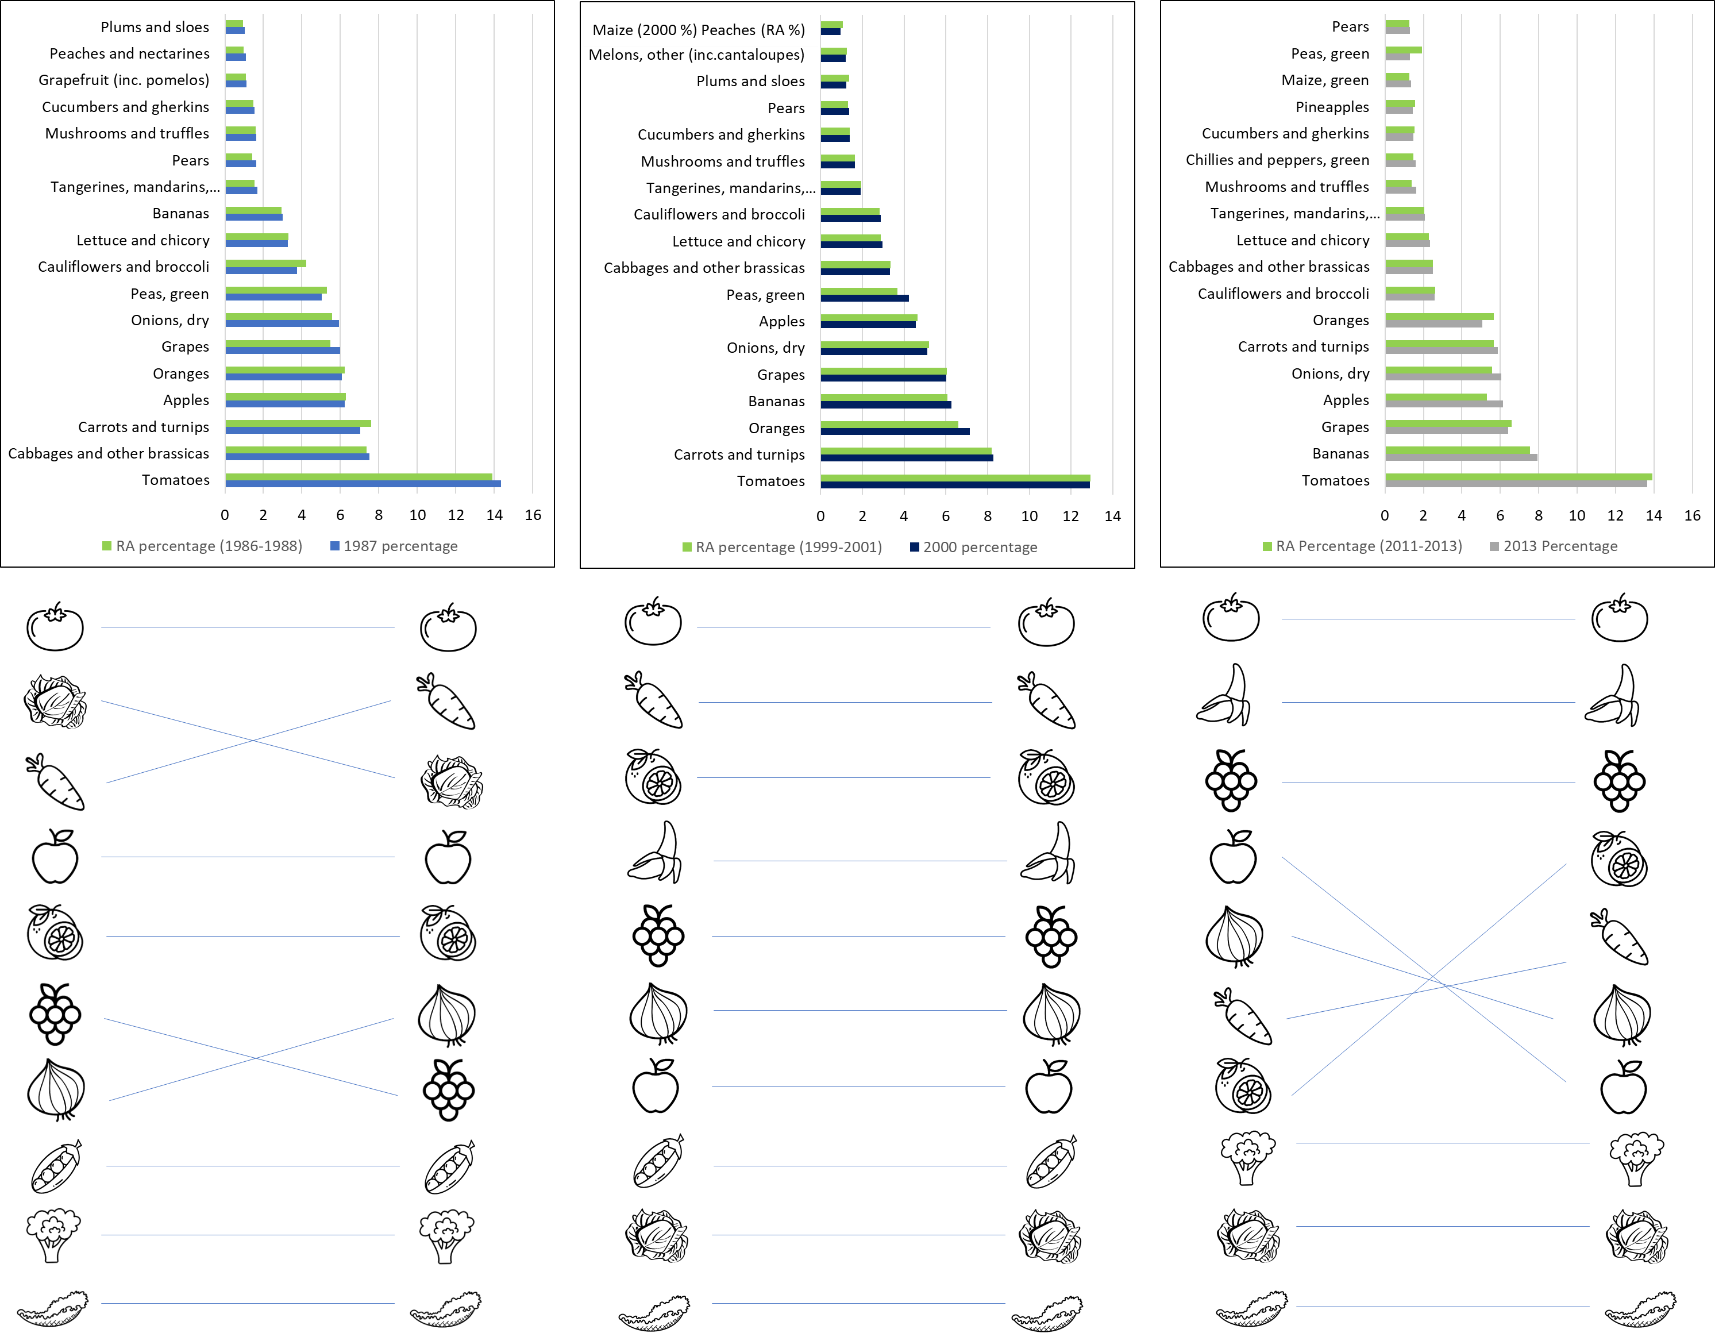 Plums and sloes
Peaches and nectarines
Grapefruit (inc. pomelos)
Cucumbers and gherkins
Mushrooms and truffles
Pears
Tangerines, mandarins,...
Bananas
Lettuce and chicory
Cauliflowers and broccoli
Peas, green
Onions, dry
Grapes
Oranges
Apples
Carrots and turnips
Cabbages and other brassicas
Tomatoes
0 2 4 6 8 10 12 14 16
RA percentage (1986-1988) 1987 percentage
Maize (2000 %) Peaches (RA %)
Melons, other (inc.cantaloupes)
Plums and sloes
Pears
Cucumbers and gherkins
Mushrooms and truffles
Tangerines, mandarins,...
Cauliflowers and broccoli
Lettuce and chicory
Cabbages and other brassicas
Peas, green
Apples
Onions, dry
Grapes
Bananas
Oranges
Carrots and turnips
Tomatoes
0 2 4 6 8 10 12 14
RA percentage (1999-2001) 2000 percentage
Pears
Peas, green
Maize, green
Pineapples
Cucumbers and gherkins
Chillies and peppers, green
Mushrooms and truffles
Tangerines, mandarins,...
Lettuce and chicory
Cabbages and other brassicas
Cauliflowers and broccoli
Oranges
Carrots and turnips
Onions, dry
Apples
Grapes
Bananas
Tomatoes
0 2 4 6 8 10 12 14 16
RA Percentage (2011-2013) 2013 Percentage